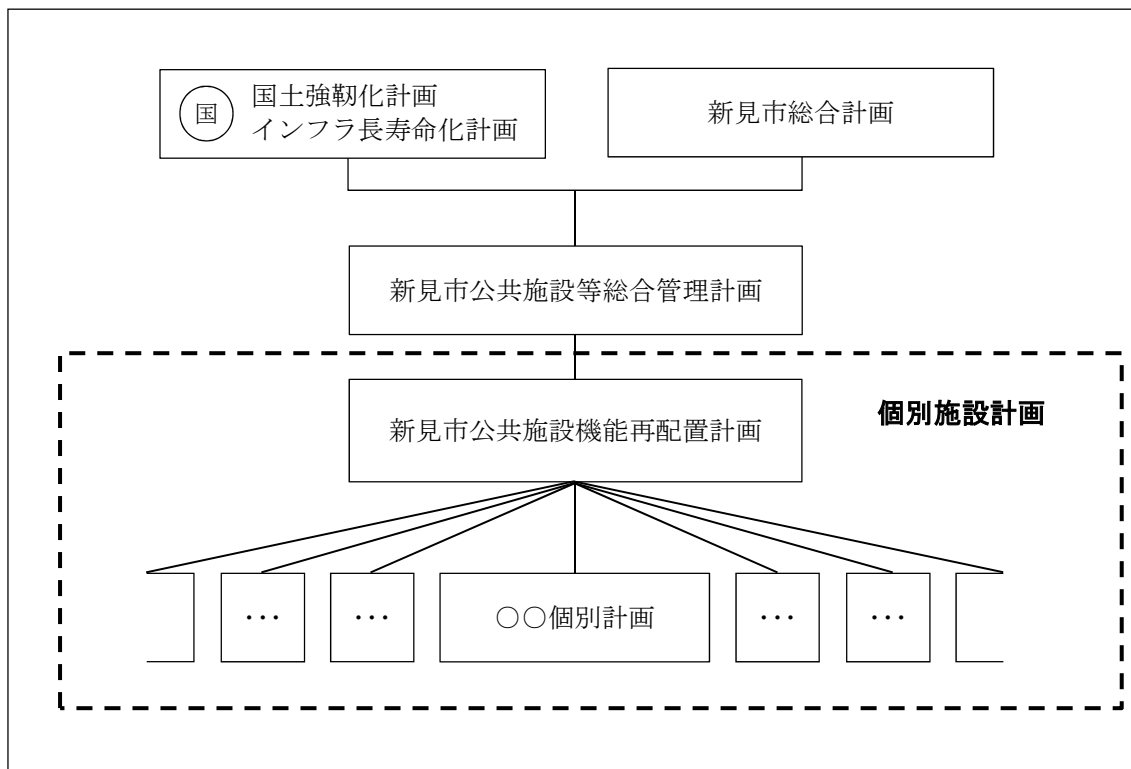 国
国土強靭化計画
インフラ長寿命化計画
新見市総合計画
新見市公共施設等総合管理計画
新見市公共施設機能再配置計画
個別施設計画
…
…
○○個別計画
…
…